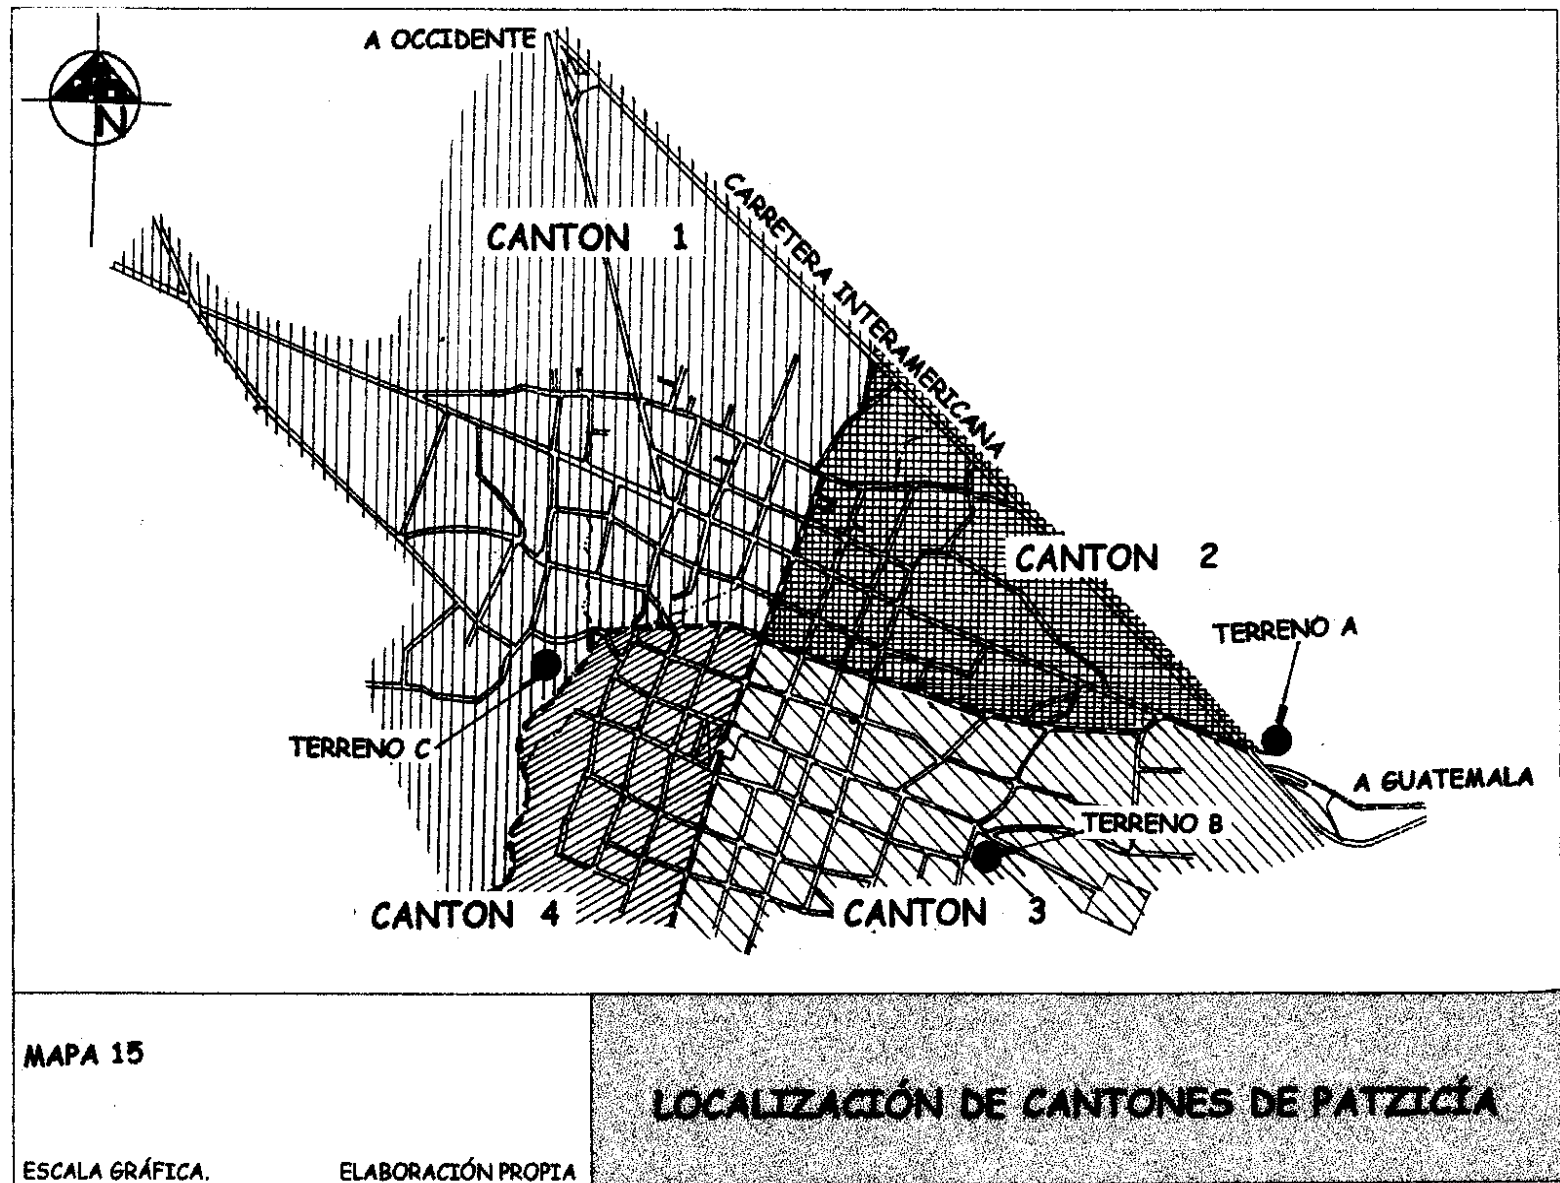 A OCCIDENTE
N
CARRETERA INTERAMERICANA
CANTON 1
CANTON 2
TERRENO A
TERRENO C
A GUATEMALA
TERRENO B
CANTON 4
CANTON 3
MAPA 15
LOCALIZACIÓN DE CANTONES DE PATZICÍA
ESCALA GRÁFICA.
ELABORACIÓN PROPIA